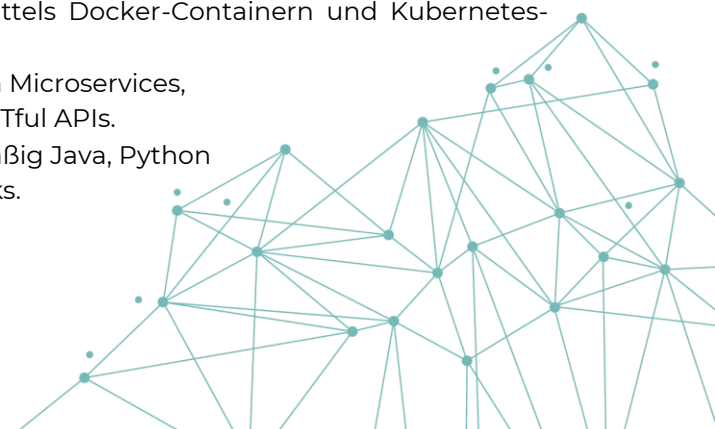 ttels Docker-Containern und Kubernetes-
Microservices,
Tful APIs.
ßig Java, Python
s.